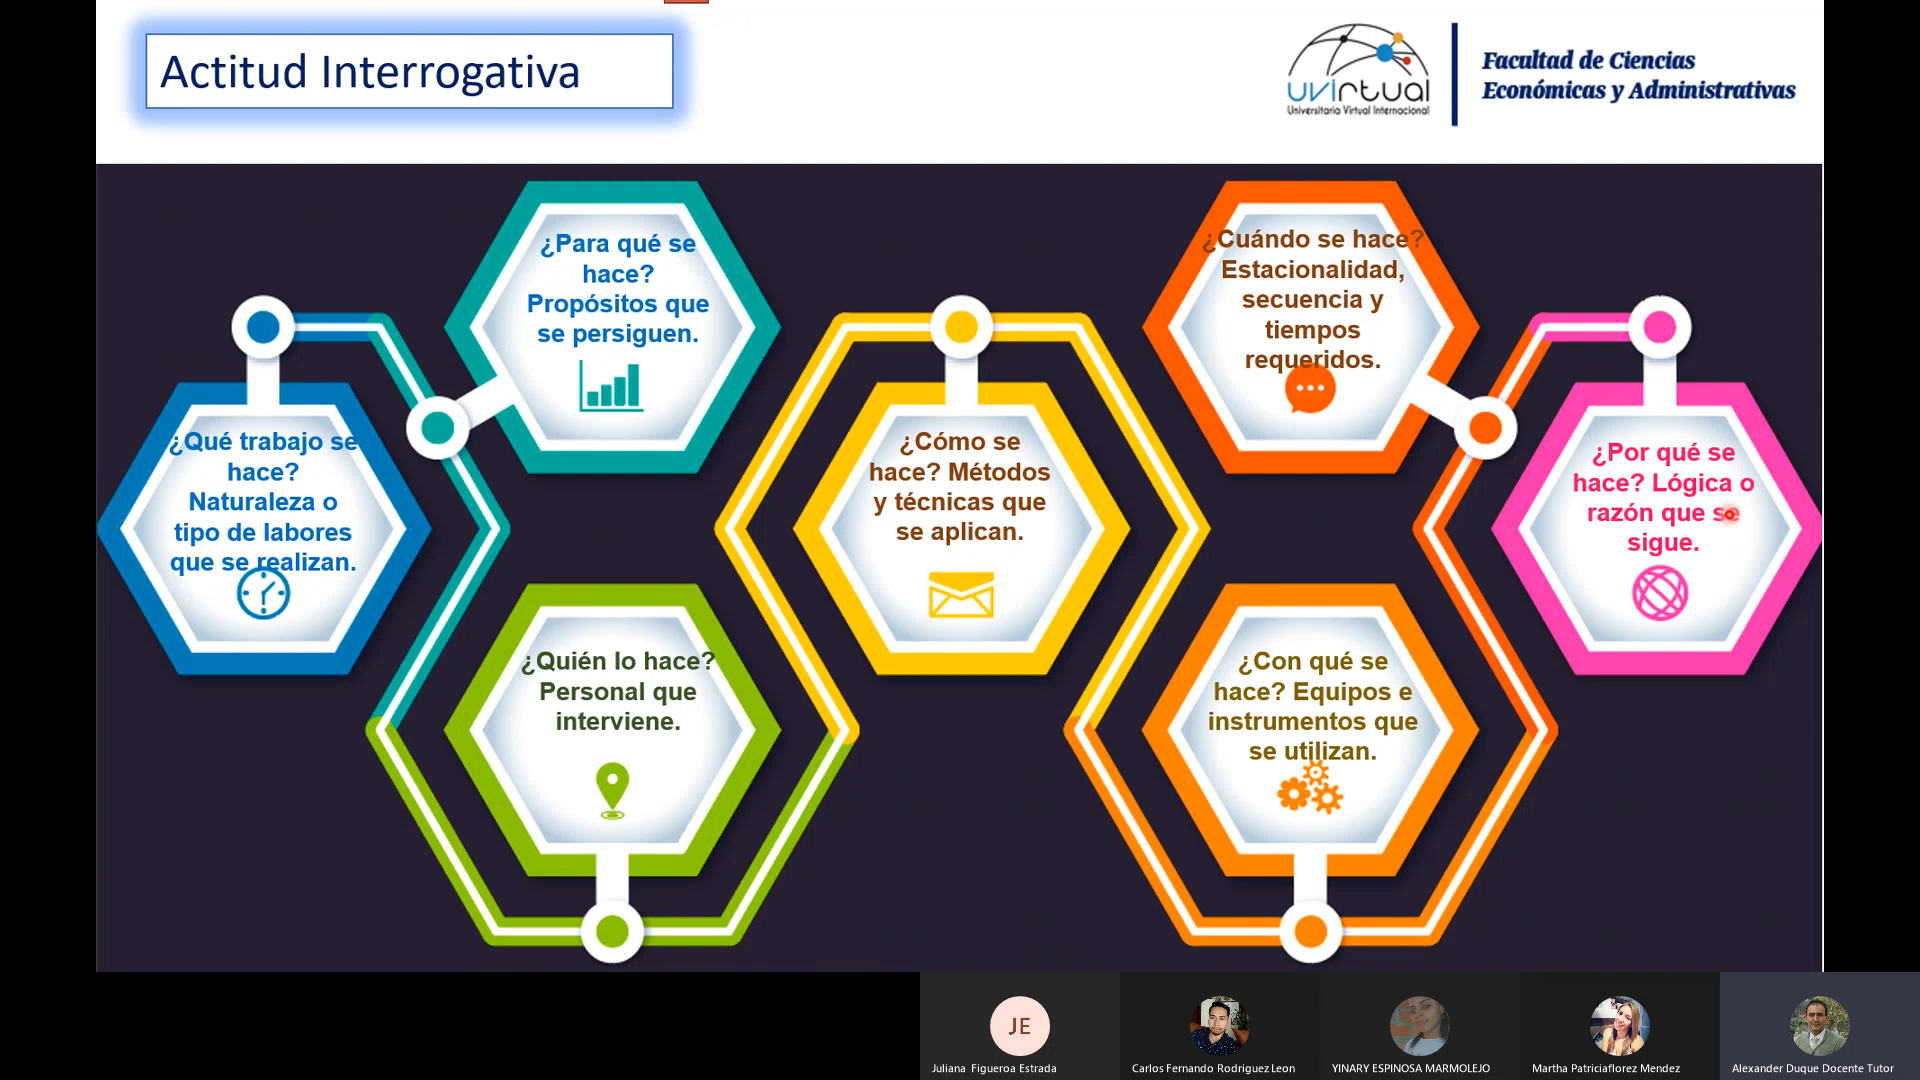 Actitud Interrogativa
uvirtual
Universitaria Virtual Internacional
Facultad de Ciencias
Económicas y Administrativas
¿Qué trabajo se
hace?
Naturaleza o
tipo de labores
que se realizan.
¿Para qué se
hace?
Propósitos que
se persiguen.
¿Quién lo hace?
Personal que
interviene.
¿Cómo se
hace? Métodos
y técnicas que
se aplican.
¿Cuándo se hace?
Estacionalidad,
secuencia y
tiempos
requeridos.
¿Con qué se
hace? Equipos e
instrumentos que
se utilizan.
¿Por qué se
hace? Lógica o
razón que se
sigue.
JE
Juliana Figueroa Estrada
Carlos Fernando Rodriguez Leon
YINARY ESPINOSA MARMOLEJO
Martha Patriciaflorez Mendez
Alexander Duque Docente Tutor